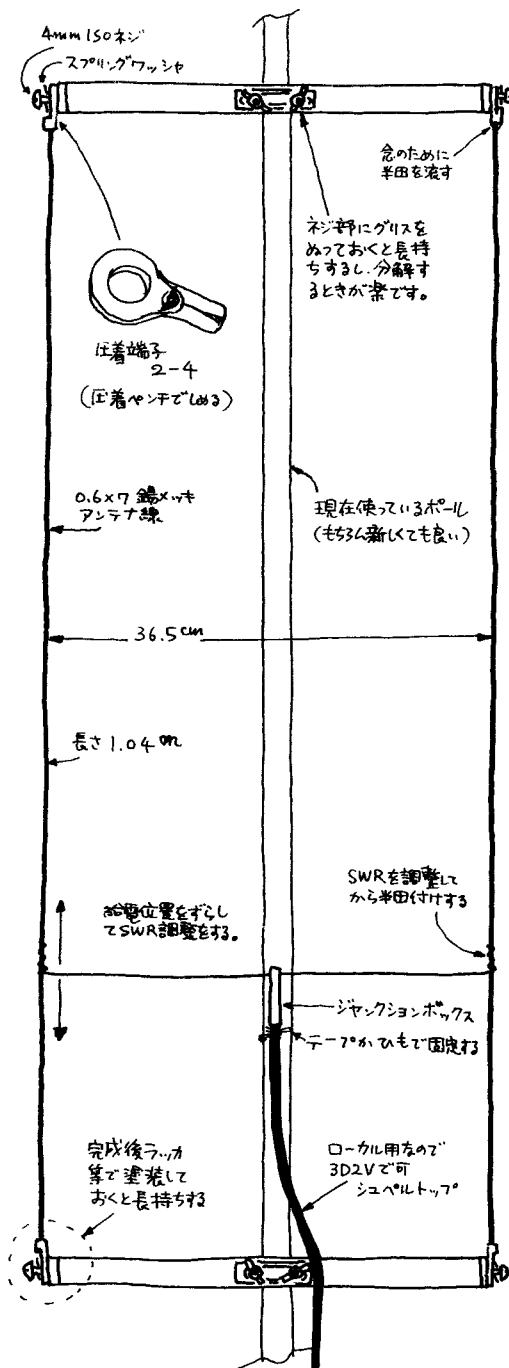 4mm ISOネジ
スプリングワッシャ
念のために
半田を流す
ネジ部にグリスを
ぬっておくと長持
ちするし、分解す
るときが楽です。
圧着端子
2-4
(圧着ペンチでしめる)
0.6×7 錫メッキ
アンテナ線
現在使っているポール
(もちろん新しくても良い)
36.5cm
長さ 1.04m
SWRを調整して
から半田付けする
給電位置をずらし
てSWR調整をする。
ジャンクションボックス
テープかひもで固定する
完成後ラッカ
等で塗装して
おくと長持ちする
ローカル用なので
3D2Vで可
シュペルトップ